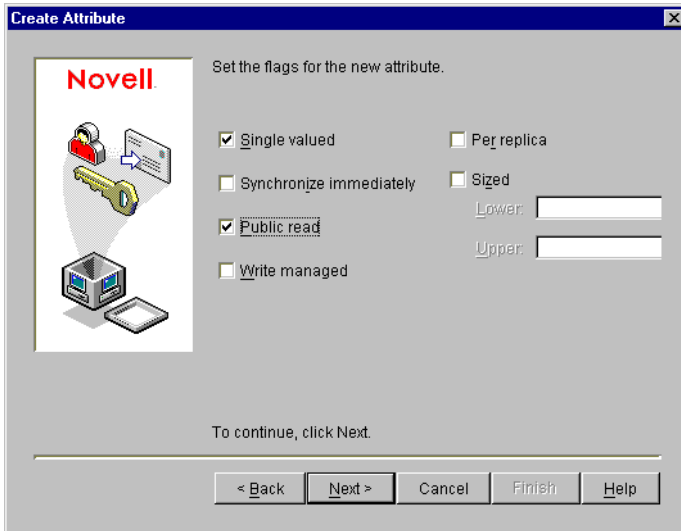 Create Attribute
Novell.
Set the flags for the new attribute.
Single valued
Per replica
Synchronize immediately
Sized
Lower:
Public read
Upper:
Write managed
To continue, click Next.
< Back
Next >
Cancel
Finish
Help